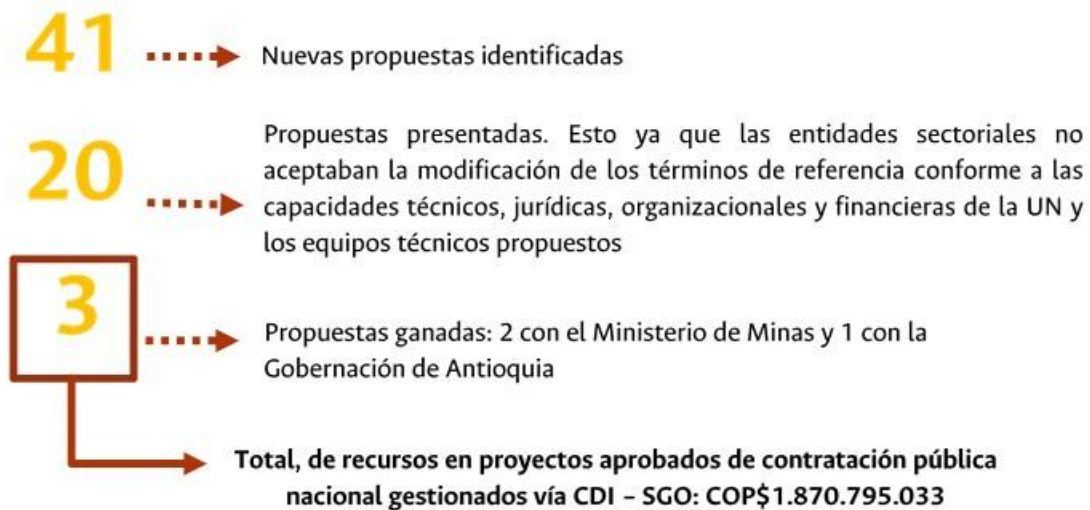 41
Nuevas propuestas identificadas
20
Propuestas presentadas. Esto ya que las entidades sectoriales no
aceptaban la modificación de los términos de referencia conforme a las
capacidades técnicos, jurídicas, organizacionales y financieras de la UN y
los equipos técnicos propuestos
3
Propuestas ganadas: 2 con el Ministerio de Minas y 1 con la
Gobernación de Antioquia
Total, de recursos en proyectos aprobados de contratación pública
nacional gestionados vía CDI – SGO: COP$1.870.795.033